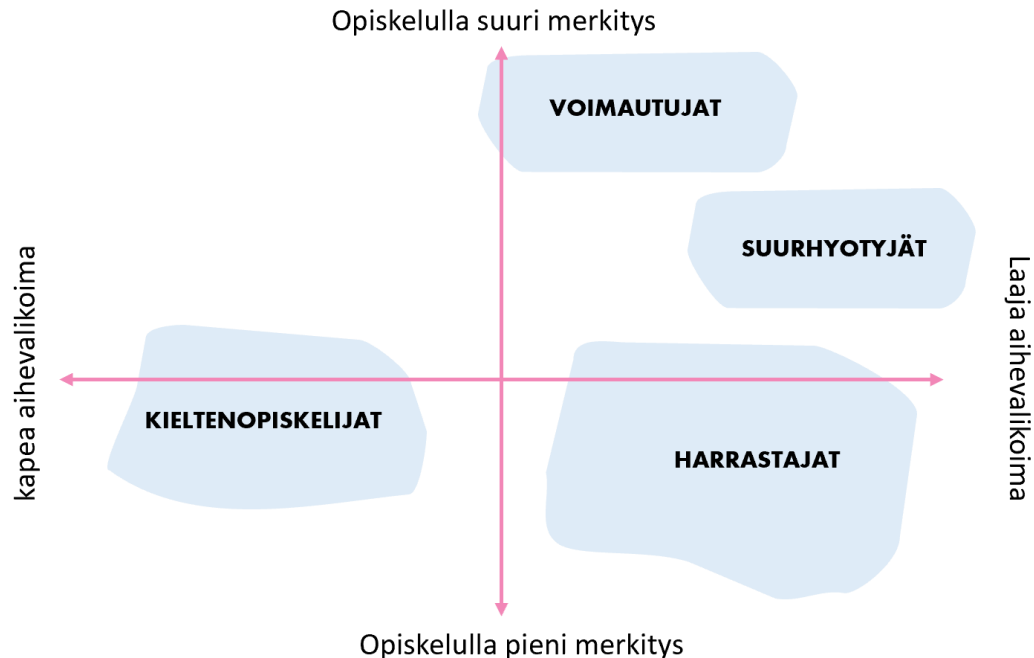 Opiskelulla suuri merkitys
VOIMAUTUJAT
SUURHYOTYJÄT
kapea aihevalikoima
Laaja aihevalikoima
KIELTENOPISKELIJAT
HARRASTAJAT
Opiskelulla pieni merkitys